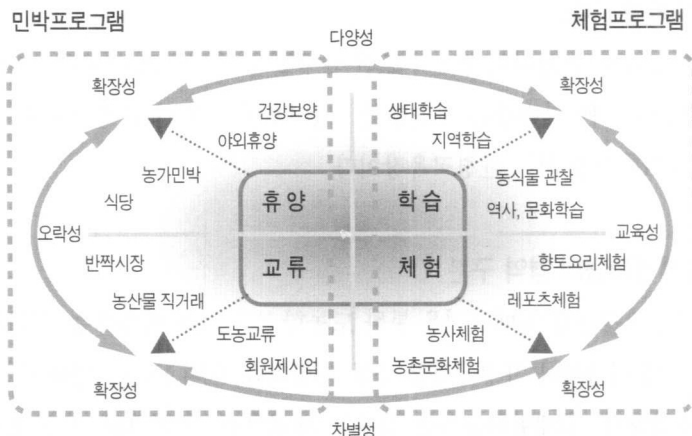 민박프로그램
체험프로그램
다양성
확장성
확장성
건강보양
생태학습
야외휴양
지역학습
농가민박
동식물 관찰
식당
휴양
학습
역사, 문화학습
오락성
교육성
반짝시장
교류
체험
향토요리체험
농산물 직거래
레포츠체험
도농교류
농사체험
회원제사업
농촌문화체험
확장성
확장성
차별성